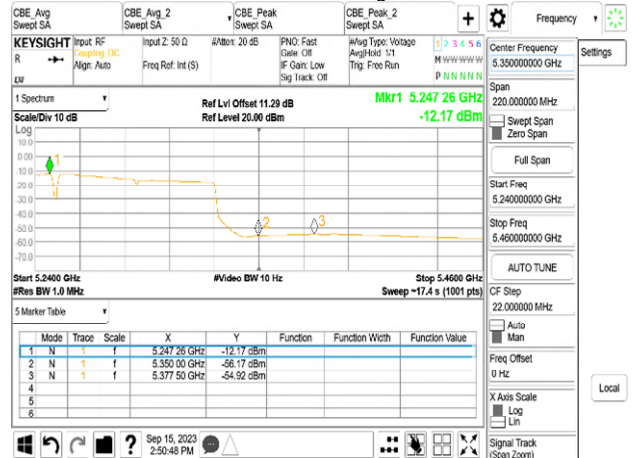 CBE_Avg
Swept SA
CBE_Avg_2
Swept SA
CBE_Peak
Swept SA
CBE_Peak_2
Swept SA
+
Frequency
KEYSIGHT
R
Input: RF
Coupling: DC
Align: Auto
Input Z: 50 Ω
Freq Ref: Int (S)
#Atten: 20 dB
PNO: Fast
Gate: Off
IF Gain: Low
Sig Track: Off
#Avg Type: Voltage
Avg|Hold: 1/1
Trig: Free Run
1 2 3 4 5 6
M W W W W W
P N N N N N
Settings
Center Frequency
5.350000000 GHz
Span
220.000000 MHz
Swept Span
Zero Span
Full Span
Start Freq
5.240000000 GHz
Stop Freq
5.460000000 GHz
AUTO TUNE
CF Step
22.000000 MHz
Auto
Man
Freq Offset
0 Hz
X Axis Scale
Log
Lin
Signal Track
(Span Zoom)
Local
1 Spectrum
Scale/Div 10 dB
Ref Lvl Offset 11.29 dB
Ref Level 20.00 dBm
Mkr1 5.247 26 GHz
-12.17 dBm
Log
10.0
0.00
-10.0
-20.0
-30.0
-40.0
-50.0
-60.0
-70.0
1
2
3
Start 5.2400 GHz
#Res BW 1.0 MHz
#Video BW 10 Hz
Stop 5.4600 GHz
Sweep ~17.4 s (1001 pts)
5 Marker Table
Mode Trace Scale X Y Function Function Width Function Value
1 N 1 f 5.247 26 GHz -12.17 dBm
2 N 1 f 5.350 00 GHz -56.17 dBm
3 N 1 f 5.377 50 GHz -54.92 dBm
4
5
6
?
Sep 15, 2023
2:50:48 PM